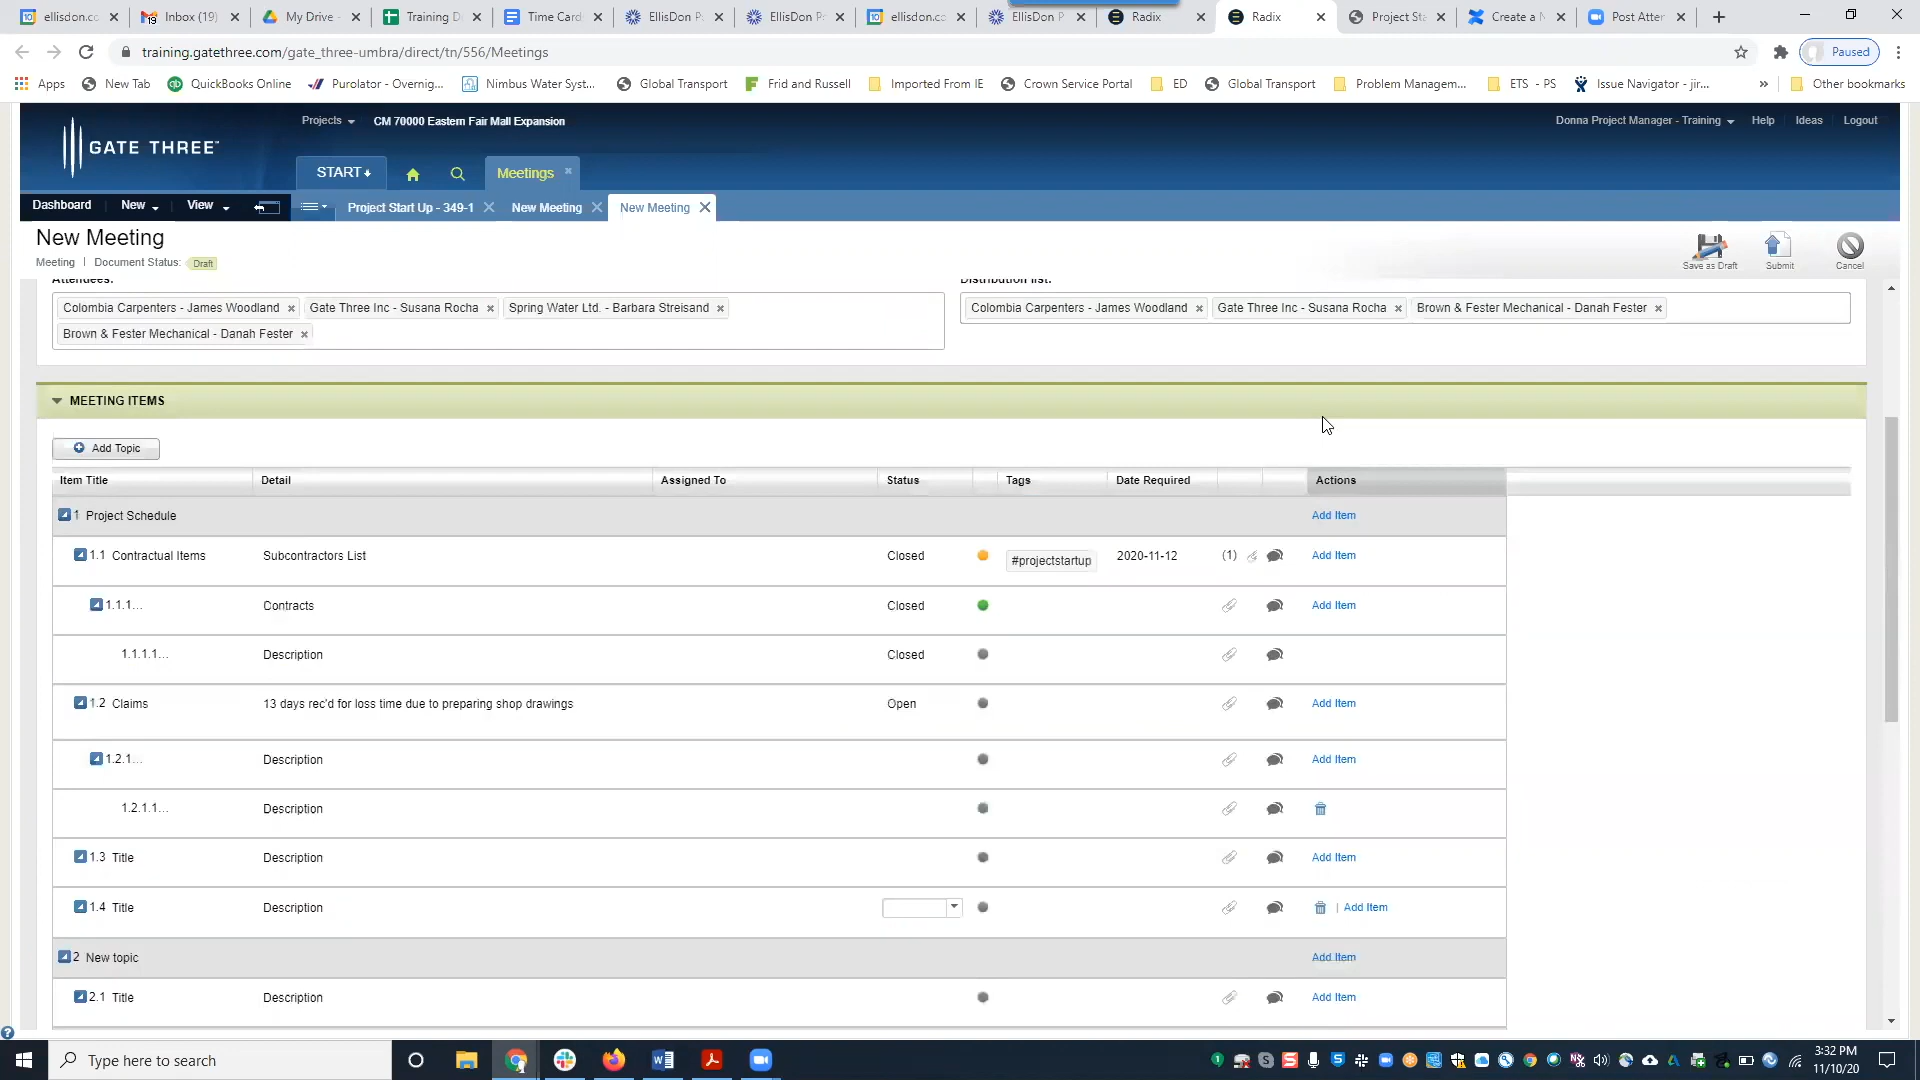 ellisdon.co
Inbox (19)
My Drive -
Training D
Time Card
EllisDon P
EllisDon P
ellisdon.co
EllisDon P
Radix
Radix
Project Sta
Create a N
Post Atten
training.gatethree.com/gate_three-umbra/direct/tn/556/Meetings
Paused
Apps
New Tab
QuickBooks Online
Purolator - Overnig...
Nimbus Water Syst...
Global Transport
Frid and Russell
Imported From IE
Crown Service Portal
ED
Global Transport
Problem Managem...
ETS - PS
Issue Navigator - jir...
»
Other bookmarks
GATE THREE
Projects
CM 70000 Eastern Fair Mall Expansion
Donna Project Manager - Training
Help
Ideas
Logout
START
Meetings
Dashboard
New
View
Project Start Up - 349-1
New Meeting
New Meeting
New Meeting
Meeting | Document Status: Draft
Save as Draft
Submit
Cancel
Attendees:
Distribution list:
Colombia Carpenters - James Woodland
Gate Three Inc - Susana Rocha
Spring Water Ltd. - Barbara Streisand
Brown & Fester Mechanical - Danah Fester
Colombia Carpenters - James Woodland
Gate Three Inc - Susana Rocha
Brown & Fester Mechanical - Danah Fester
MEETING ITEMS
Add Topic
Item Title Detail Assigned To Status Tags Date Required Actions
1 Project Schedule Add Item
1.1 Contractual Items Subcontractors List Closed #projectstartup 2020-11-12 (1) Add Item
1.1.1... Contracts Closed Add Item
1.1.1.1... Description Closed
1.2 Claims 13 days rec'd for loss time due to preparing shop drawings Open Add Item
1.2.1... Description Add Item
1.2.1.1... Description
1.3 Title Description Add Item
1.4 Title Description | Add Item
2 New topic Add Item
2.1 Title Description Add Item
Type here to search
3:32 PM
11/10/20